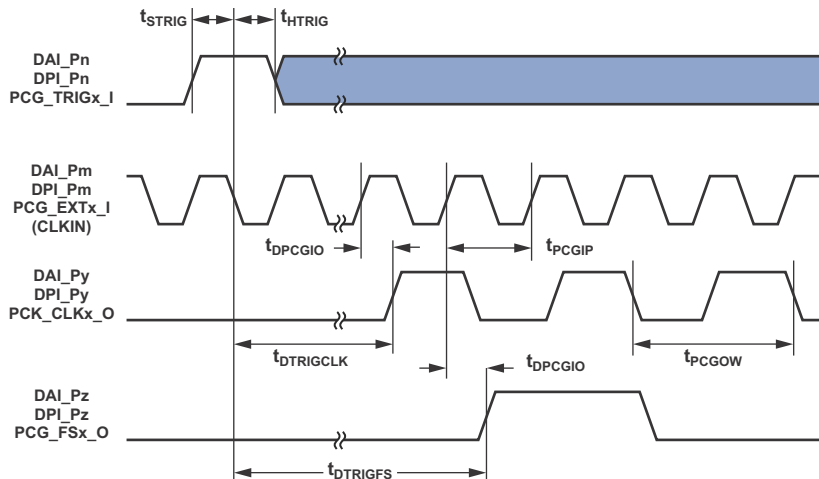 tSTRIG
tHTRIG
DAI_Pn
DPI_Pn
PCG_TRIGx_I
DAI_Pm
DPI_Pm
PCG_EXTx_I
(CLKIN)
tDPCGIO
tPCGIP
DAI_Py
DPI_Py
PCK_CLKx_O
tDTRIGCLK
tDPCGIO
tPCGOW
DAI_Pz
DPI_Pz
PCG_FSx_O
tDTRIGFS